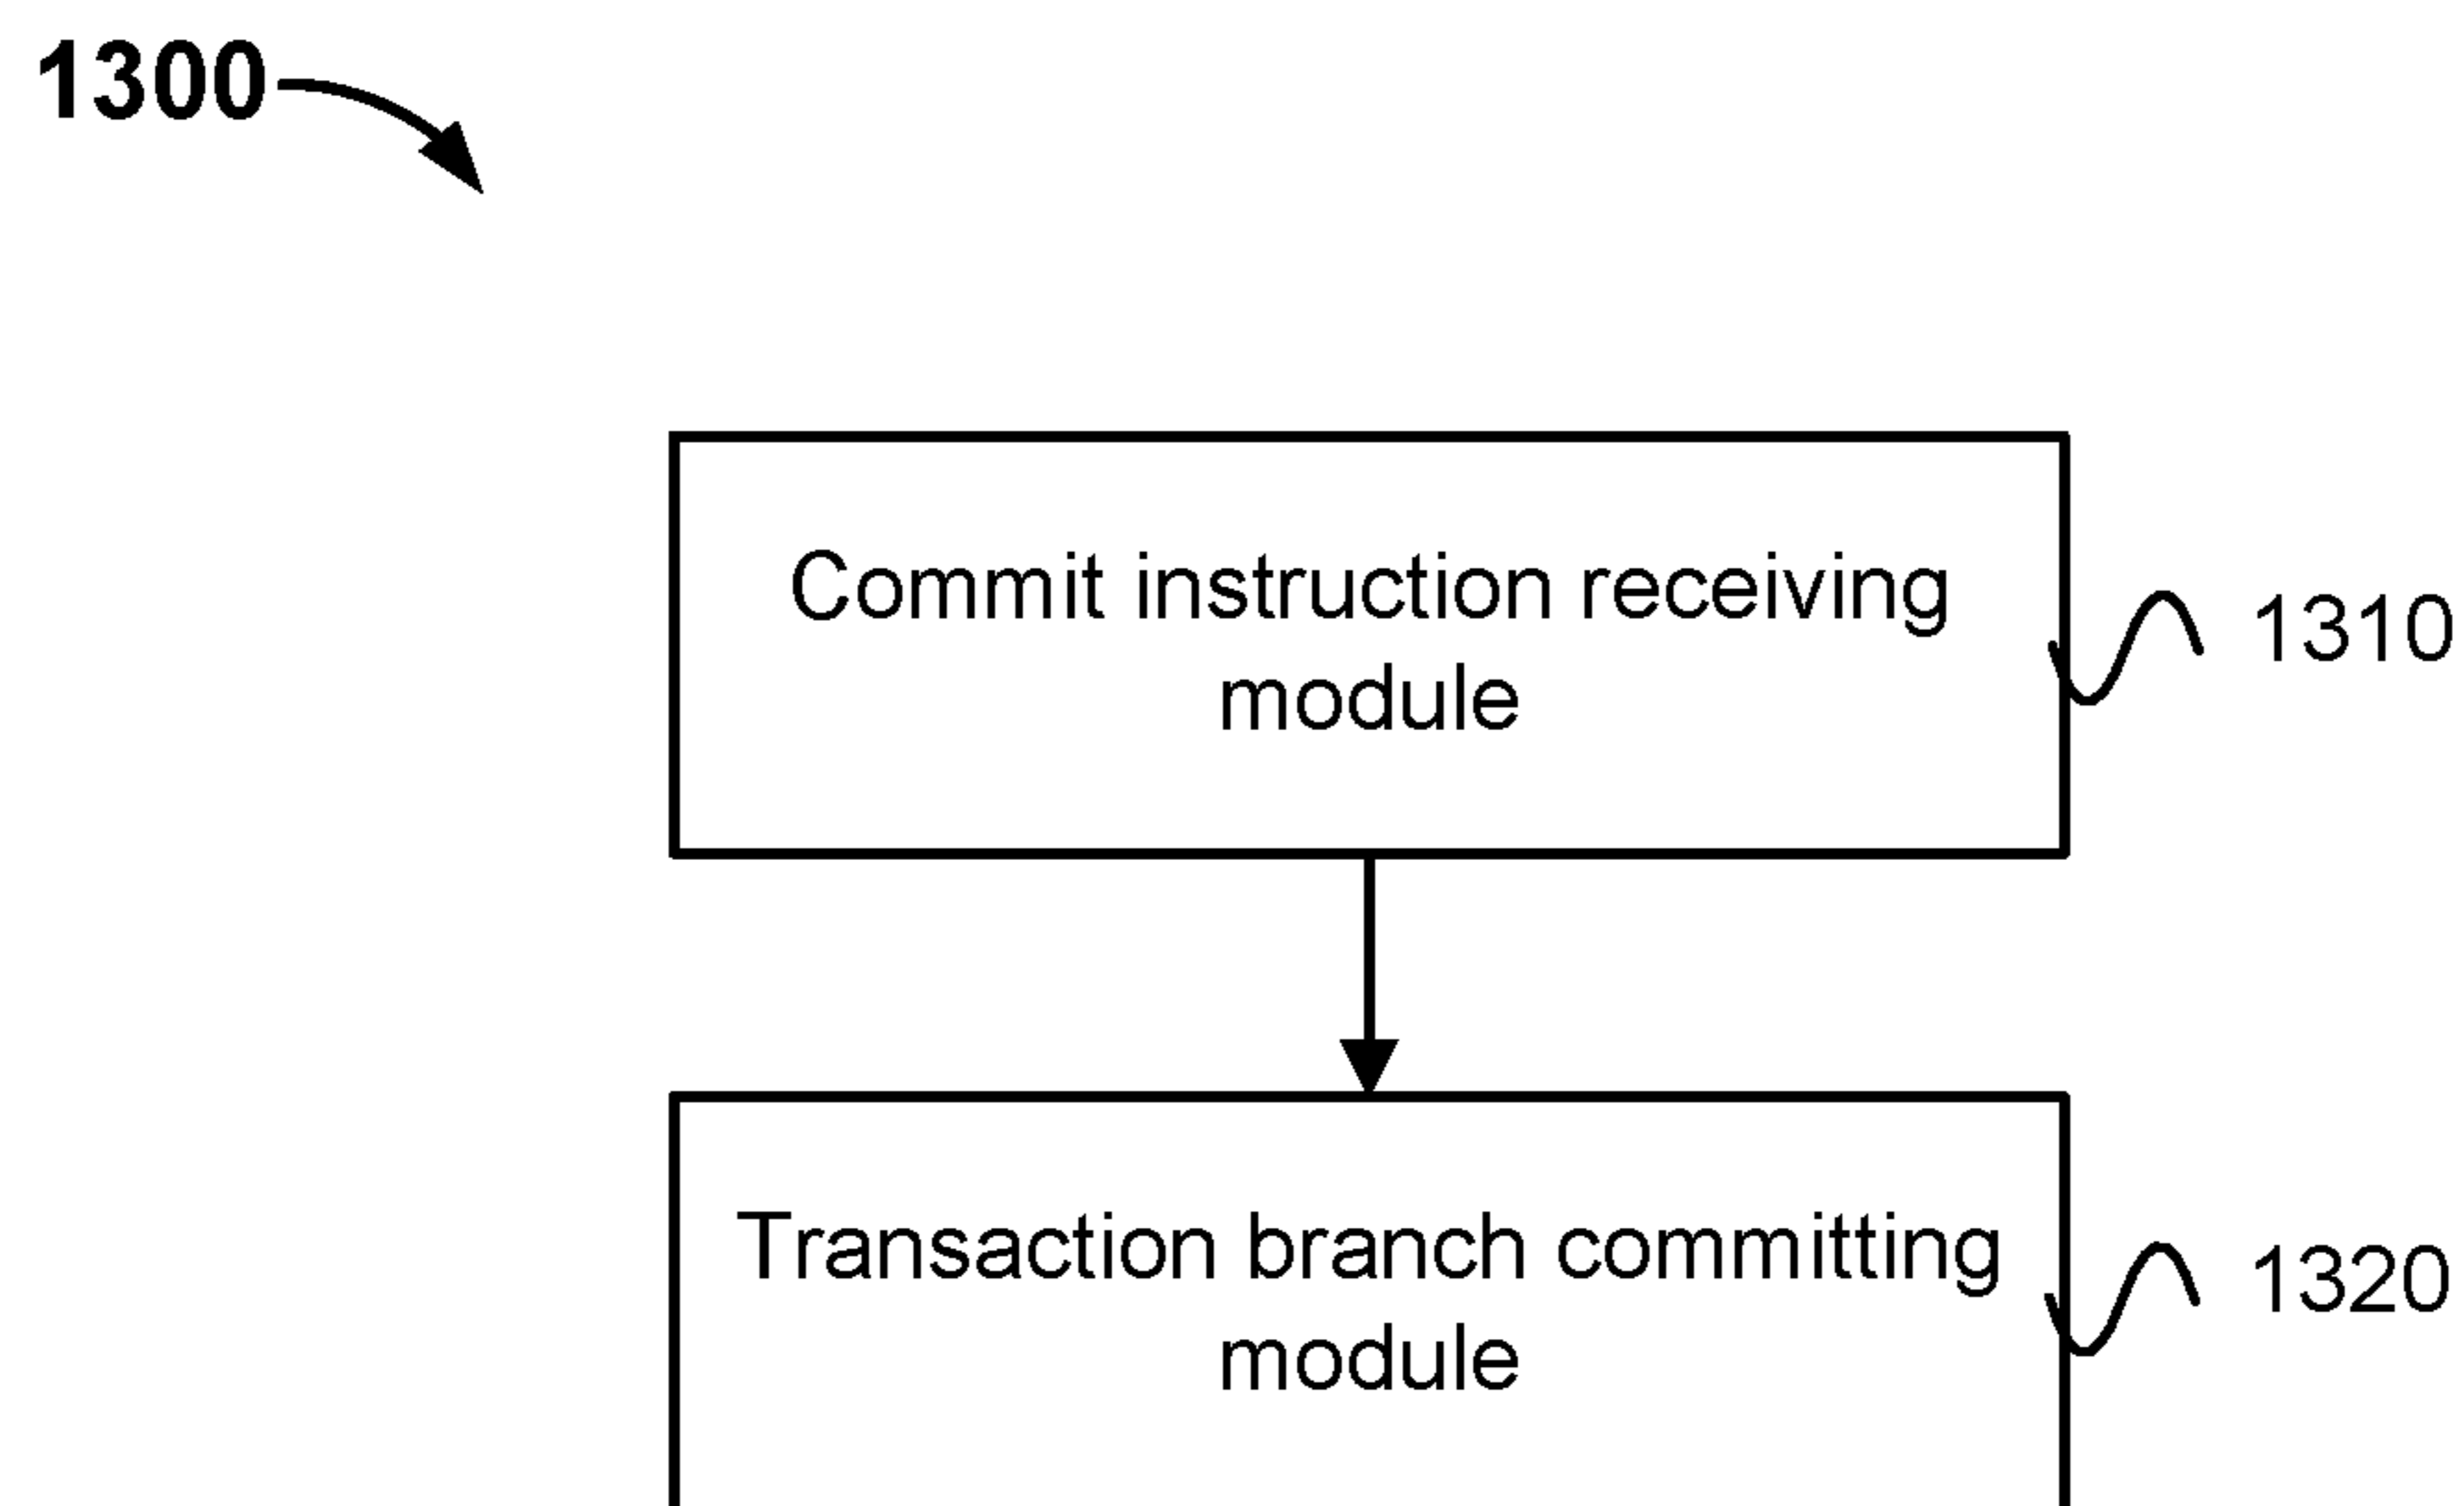 1300
Commit instruction receiving
module
1310
Transaction branch committing
module
1320